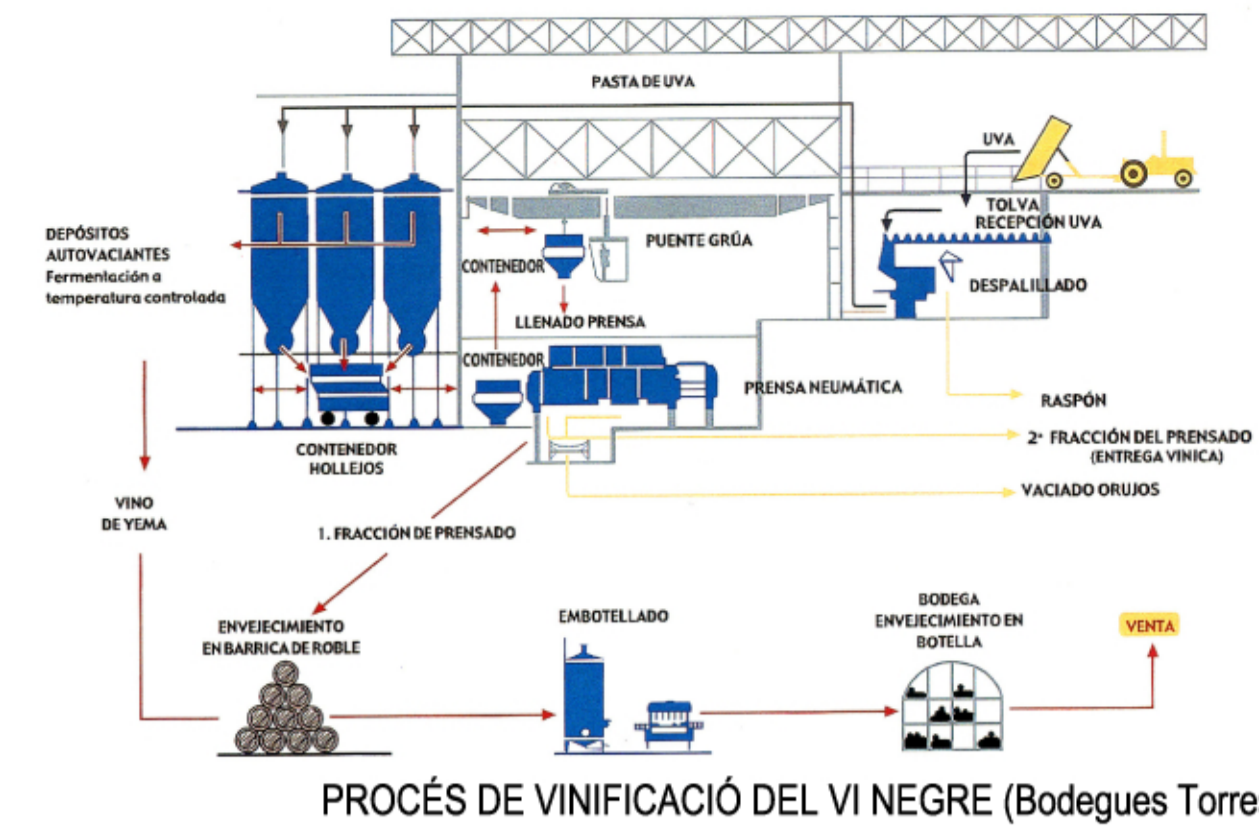 PASTA DE UVA
UVA
TOLVA
RECEPCIÓN UVA
DEPÓSITOS
AUTOVACIANTES
Fermentación a
temperatura controlada
CONTENEDOR
PUENTE GRÚA
DESPALILLADO
LLENADO PRENSA
CONTENEDOR
PRENSA NEUMÁTICA
RASPÓN
2ª FRACCIÓN DEL PRENSADO
(ENTREGA VINICA)
VACIADO ORUJOS
CONTENEDOR
HOLLEJOS
VINO
DE YEMA
1. FRACCIÓN DE PRENSADO
ENVEJECIMIENTO
EN BARRICA DE ROBLE
EMBOTELLADO
BODEGA
ENVEJECIMIENTO EN
BOTELLA
VENTA
PROCÉS DE VINIFICACIÓ DEL VI NEGRE (Bodegues Torre